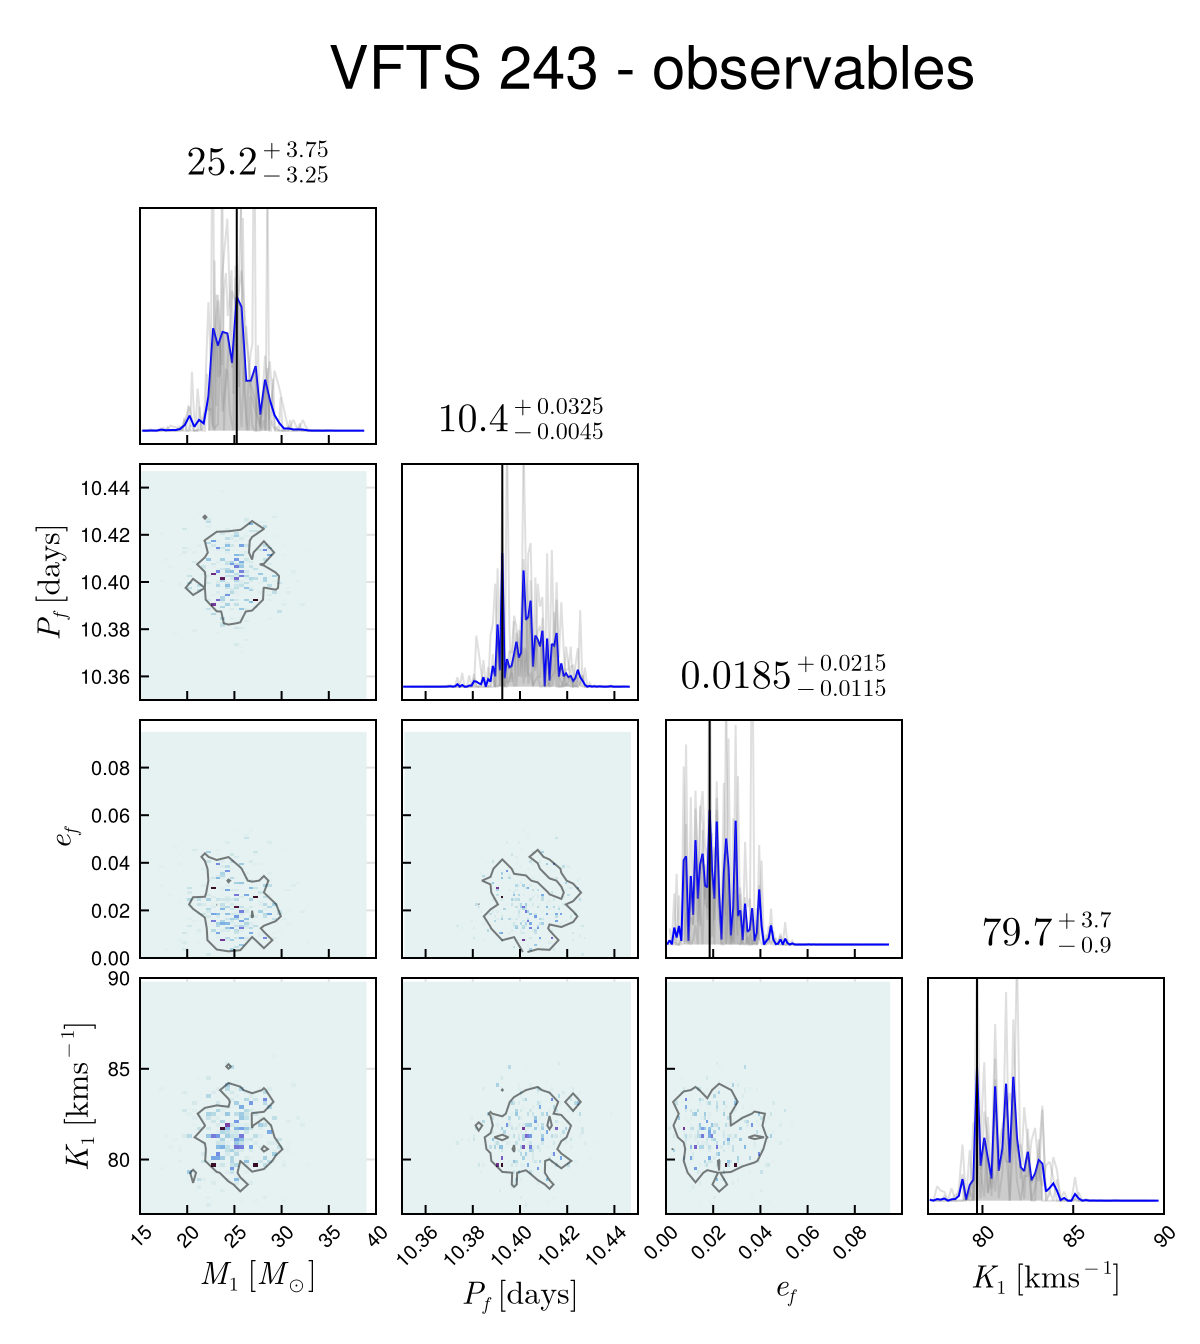 VFTS 243 - observables
25.2 +3.75 −3.25
10.4 +0.0325 −0.0045
10.44
10.42
10.40
10.38
10.36
P_f [days]
0.0185 +0.0215 −0.0115
0.08
0.06
0.04
0.02
0.00
e_f
79.7 +3.7 −0.9
90
85
80
K_1 [kms^−1]
15 20 25 30 35 40
10.36 10.38 10.40 10.42 10.44
0.00 0.02 0.04 0.06 0.08
80 85 90
M_1 [M_⊙]
P_f [days]
e_f
K_1 [kms^−1]